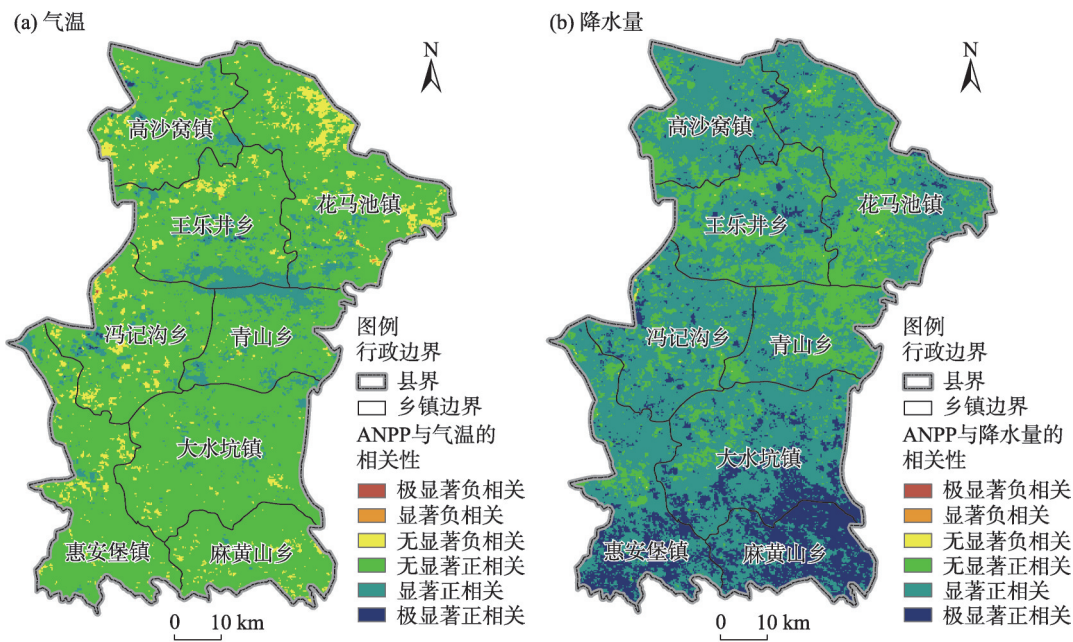 (a) 气温
N
高沙窝镇
花马池镇
王乐井乡
冯记沟乡
青山乡
大水坑镇
惠安堡镇
麻黄山乡
图例
行政边界
县界
乡镇边界
ANPP与气温的
相关性
极显著负相关
显著负相关
无显著负相关
无显著正相关
显著正相关
极显著正相关
0 10 km
(b) 降水量
N
高沙窝镇
花马池镇
王乐井乡
冯记沟乡
青山乡
大水坑镇
惠安堡镇
麻黄山乡
图例
行政边界
县界
乡镇边界
ANPP与降水量的
相关性
极显著负相关
显著负相关
无显著负相关
无显著正相关
显著正相关
极显著正相关
0 10 km